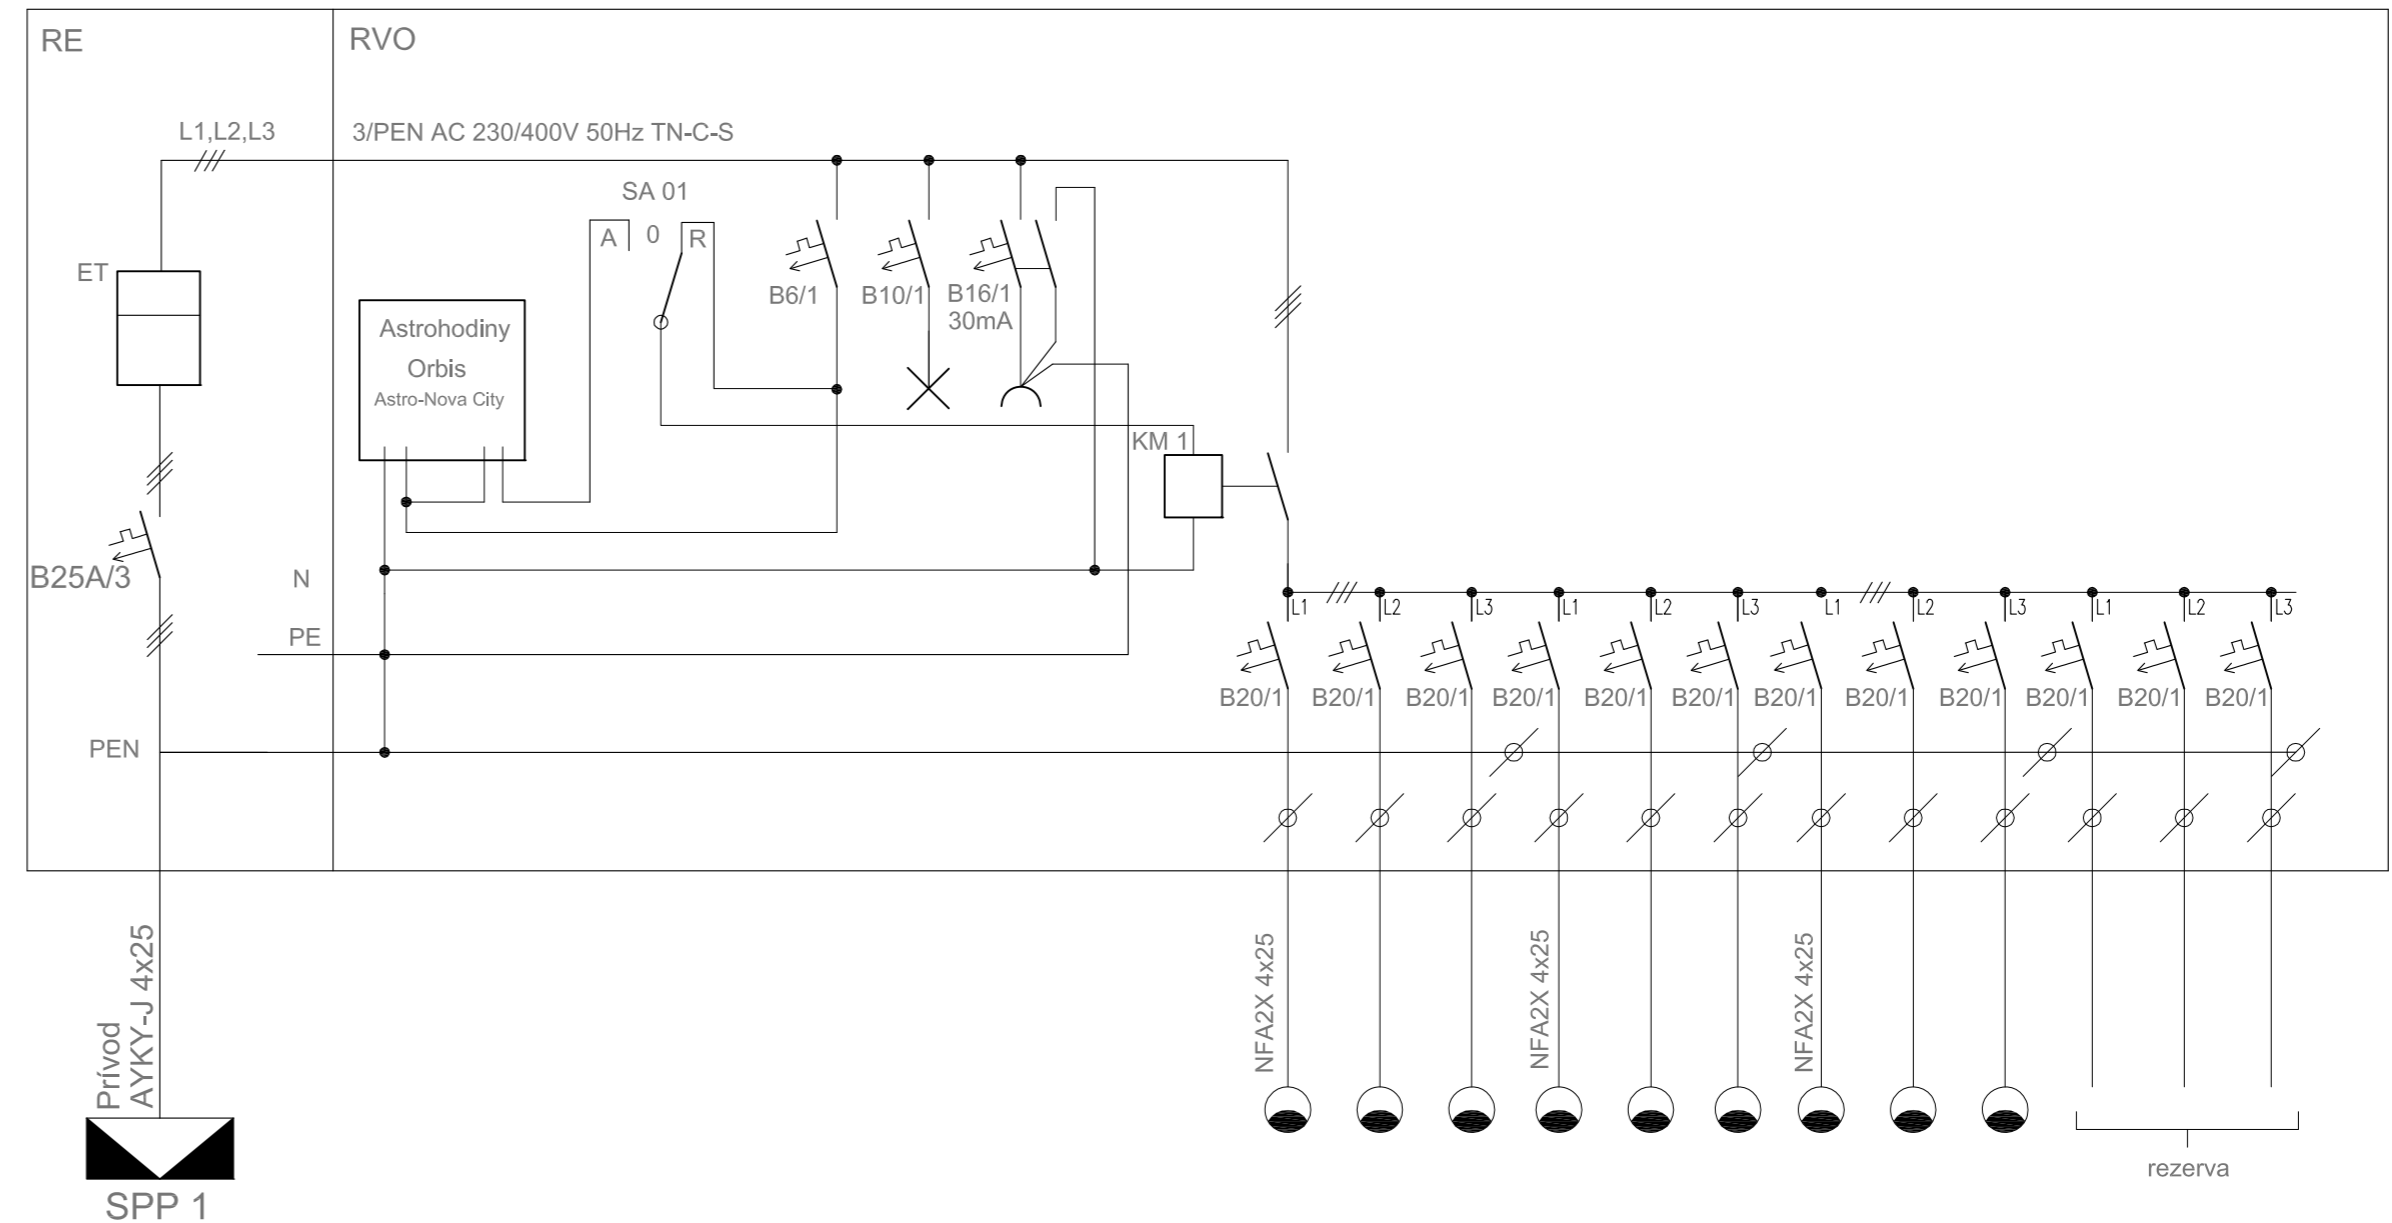 RE
RVO
L1,L2,L3
3/PEN AC 230/400V 50Hz TN-C-S
SA 01
A
0
R
ET
B6/1
B10/1
B16/1
30mA
Astrohodiny
Orbis
Astro-Nova City
KM 1
B25A/3
N
PE
PEN
L1
L2
L3
L1
L2
L3
L1
L2
L3
L1
L2
L3
B20/1
B20/1
B20/1
B20/1
B20/1
B20/1
B20/1
B20/1
B20/1
B20/1
B20/1
B20/1
Prívod
AYKY-J 4x25
NFA2X 4x25
NFA2X 4x25
NFA2X 4x25
rezerva
SPP 1